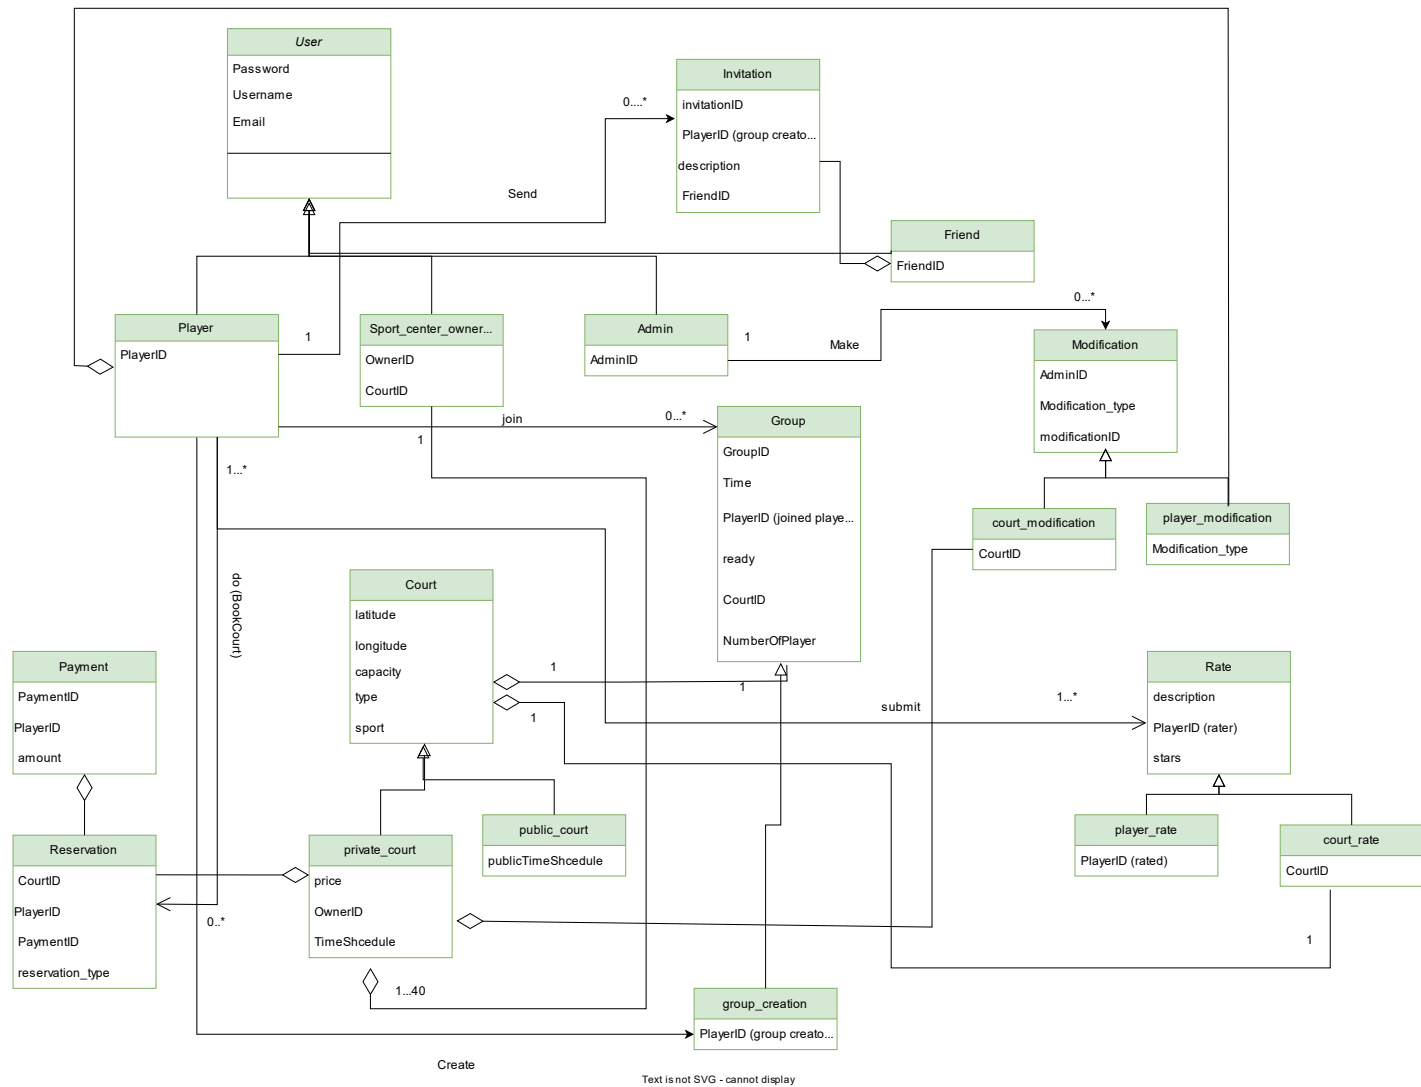 User
Password
Username
Email
Invitation
invitationID
PlayerID (group creato...
description
FriendID
0....*
Send
Friend
FriendID
Player
PlayerID
1
Sport_center_owner...
OwnerID
CourtID
Admin
AdminID
1
Make
0...*
Modification
AdminID
Modification_type
modificationID
join
0...*
1
1...*
Group
GroupID
Time
PlayerID (joined playe...
ready
CourtID
NumberOfPlayer
court_modification
CourtID
player_modification
Modification_type
do (BookCourt)
Court
latitude
longitude
capacity
type
sport
1
1
1
submit
1...*
Payment
PaymentID
PlayerID
amount
Rate
description
PlayerID (rater)
stars
Reservation
CourtID
PlayerID
PaymentID
reservation_type
0..*
private_court
price
OwnerID
TimeShcedule
public_court
publicTimeShcedule
player_rate
PlayerID (rated)
court_rate
CourtID
1
1...40
group_creation
PlayerID (group creato...
Create
Text is not SVG - cannot display